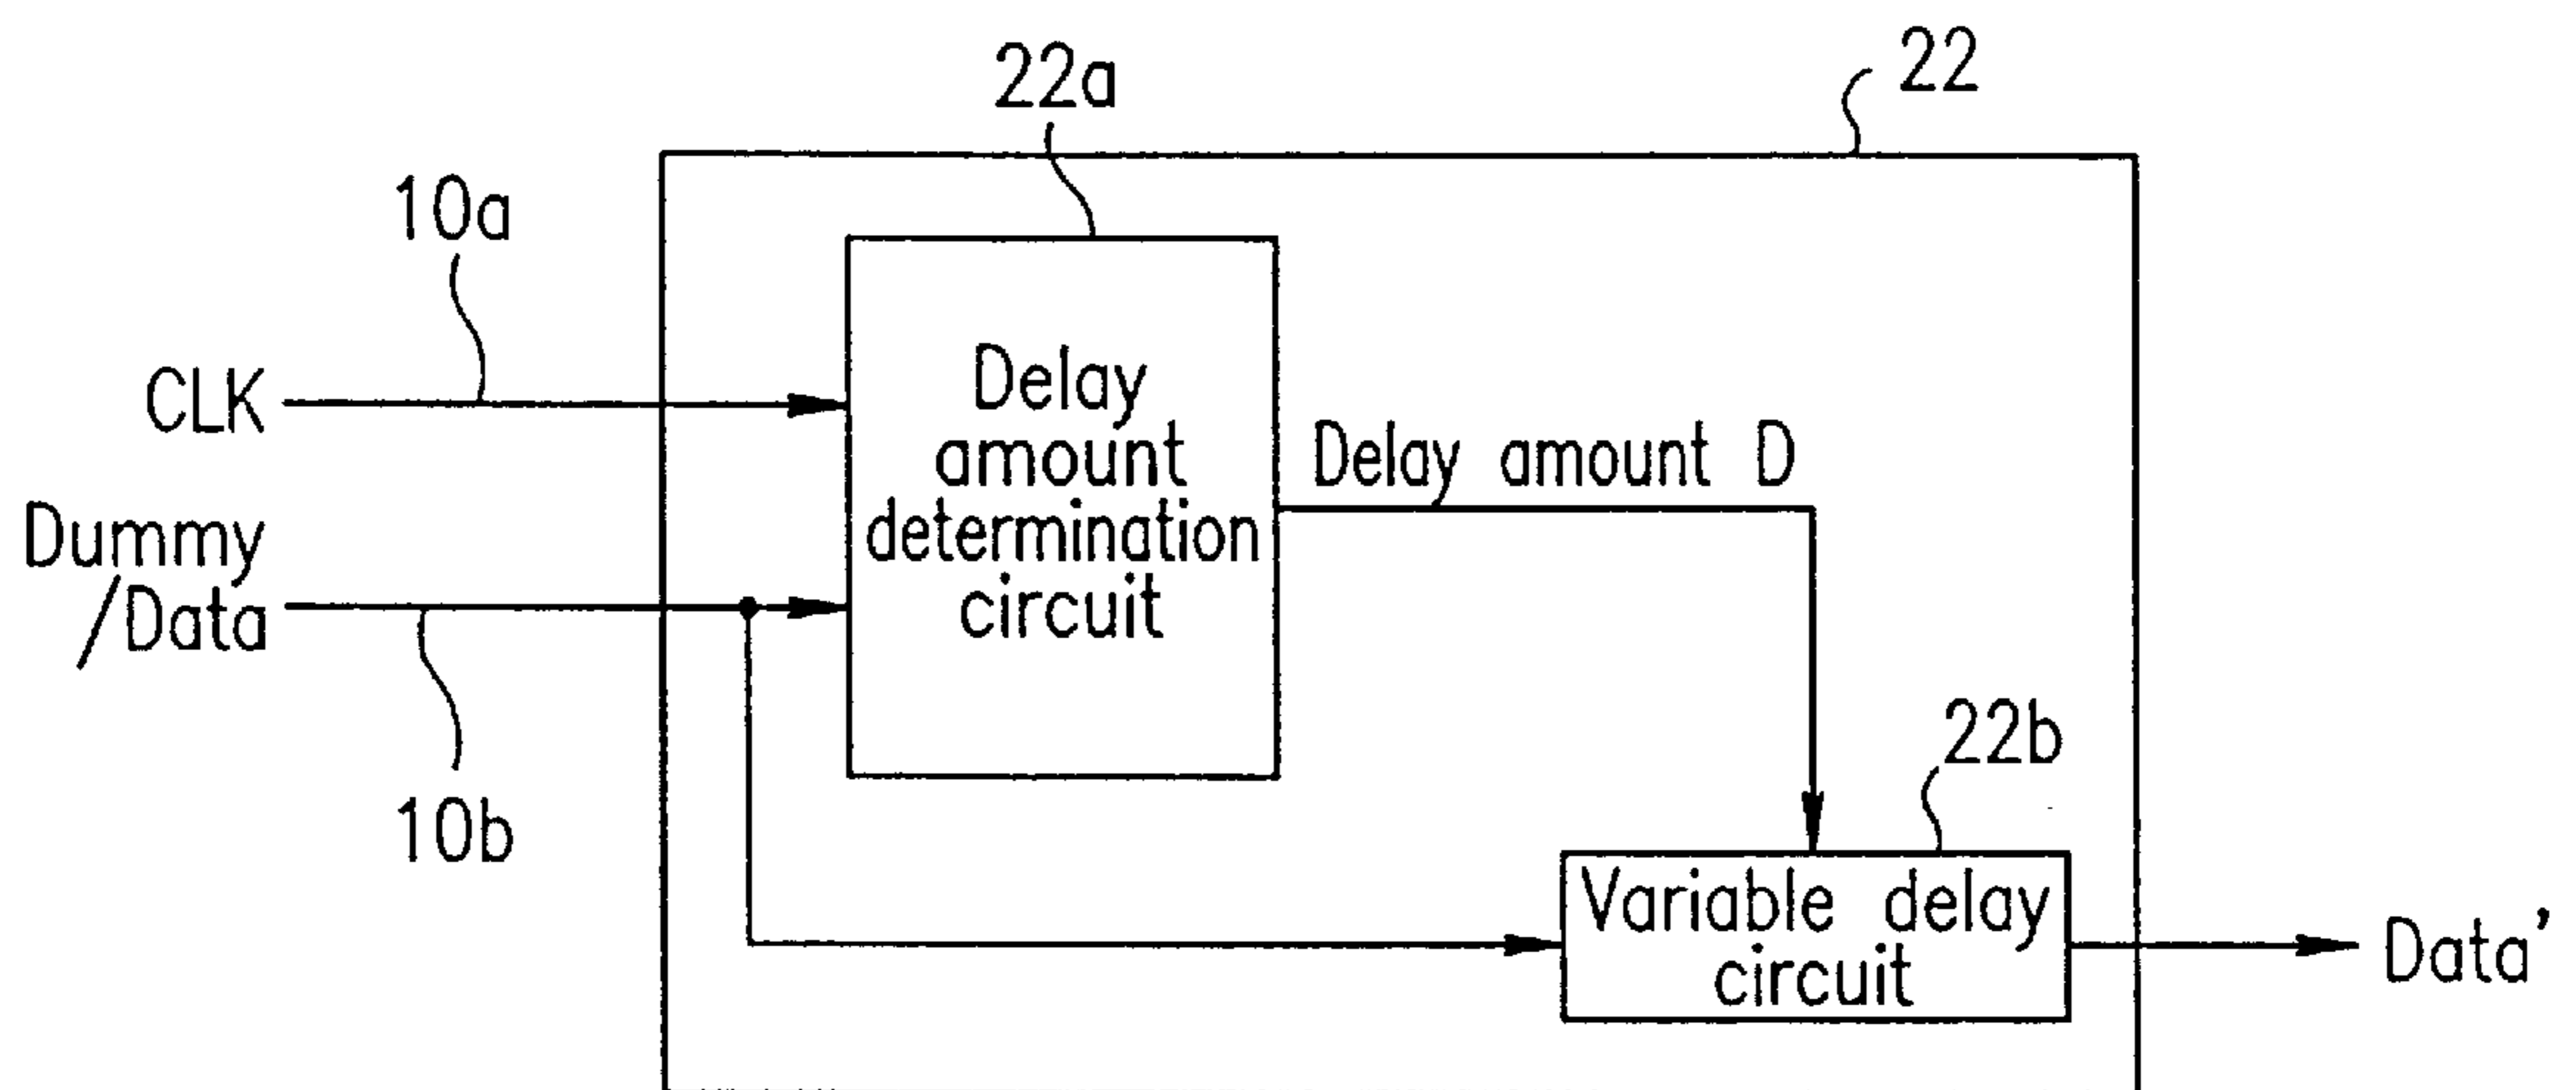 22
22a
10a
CLK
Delay
amount
determination
circuit
Delay amount D
Dummy
/Data
10b
22b
Variable delay
circuit
Data'